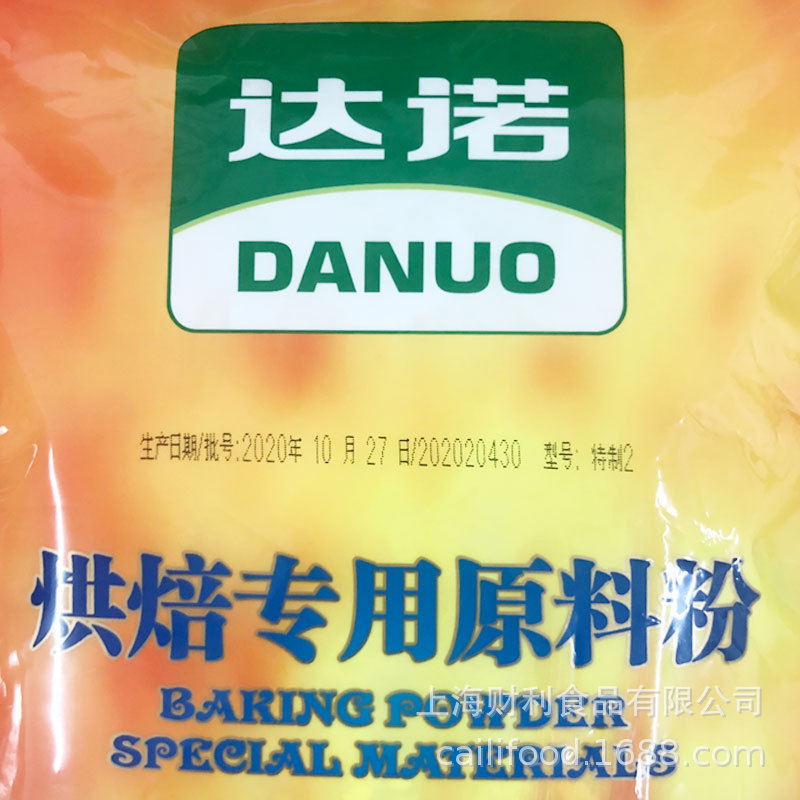 达诺
DANUO
生产日期/批号:2020年 10 月 27 日/202020430 型号: 特制2
烘焙专用原料粉
BAKING POWDER
上海财利食品有限公司
SPECIAL MATERIALS
cailifood.1688.com